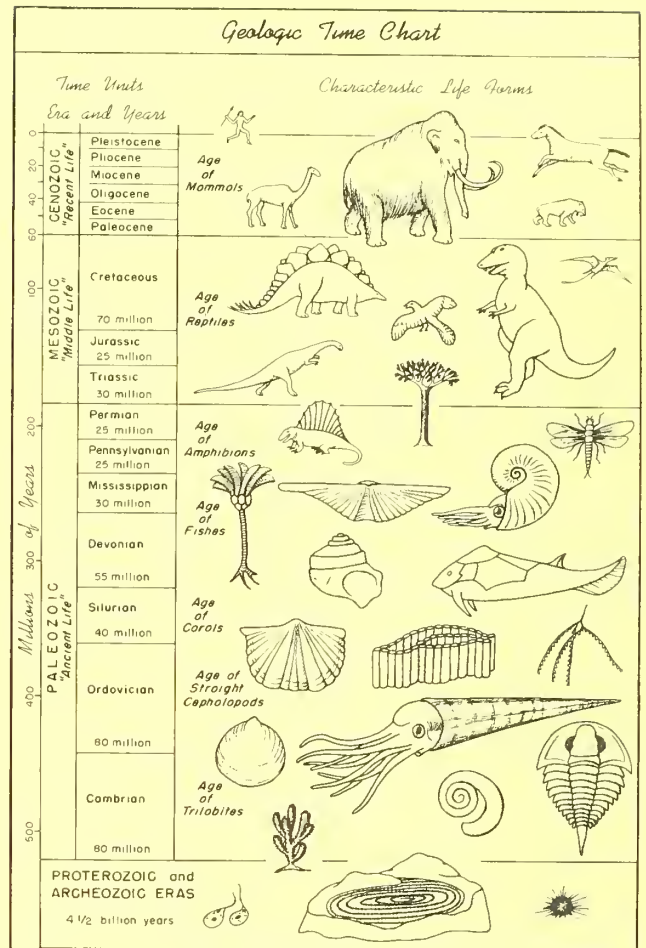 Geologic Time Chart
Time Units
Characteristic Life Forms
Era and Years
0
20
40
60
100
200
300
400
500
Millions of Years
CENOZOIC
"Recent Life"
Pleistocene
Pliocene
Miocene
Oligocene
Eocene
Paleocene
Age
of
Mammals
MESOZOIC
"Middle Life"
Cretaceous
70 million
Jurassic
25 million
Triassic
30 million
Age
of
Reptiles
PALEOZOIC
"Ancient Life"
Permian
25 million
Pennsylvanian
25 million
Age
of
Amphibions
Mississippian
30 million
Devonian
55 million
Age
of
Fishes
Silurian
40 million
Age
of
Corals
Ordovician
80 million
Age of
Straight
Cephalopods
Cambrian
80 million
Age
of
Trilobites
PROTEROZOIC and
ARCHEOZOIC ERAS
4 1/2 billion years